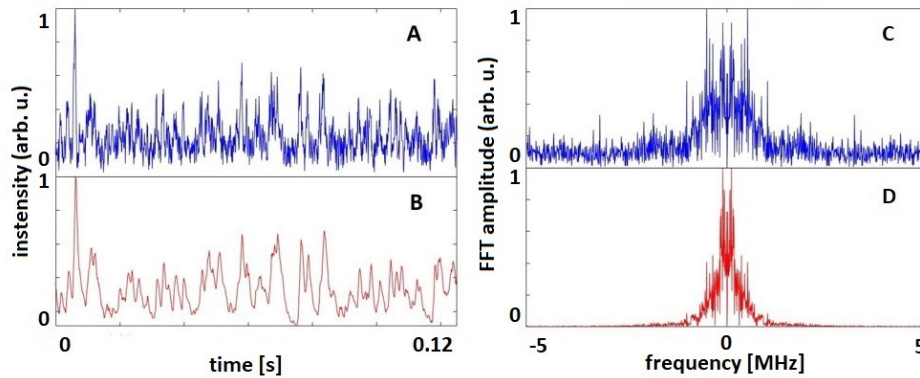 1
A
instensity (arb. u.)
0
1
B
0
0
0.12
time [s]
1
C
FFT amplitude (arb. u.)
0
1
D
0
-5
0
5
frequency [MHz]